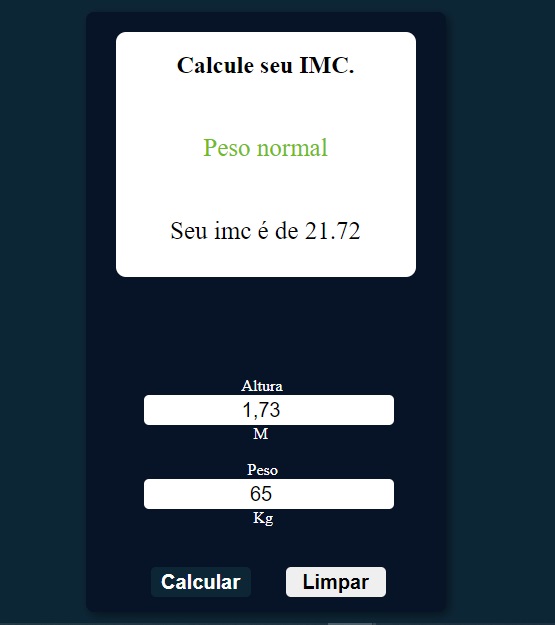 Calcule seu IMC.
Peso normal
Seu imc é de 21.72
Altura
1,73
M
Peso
65
Kg
Calcular Limpar